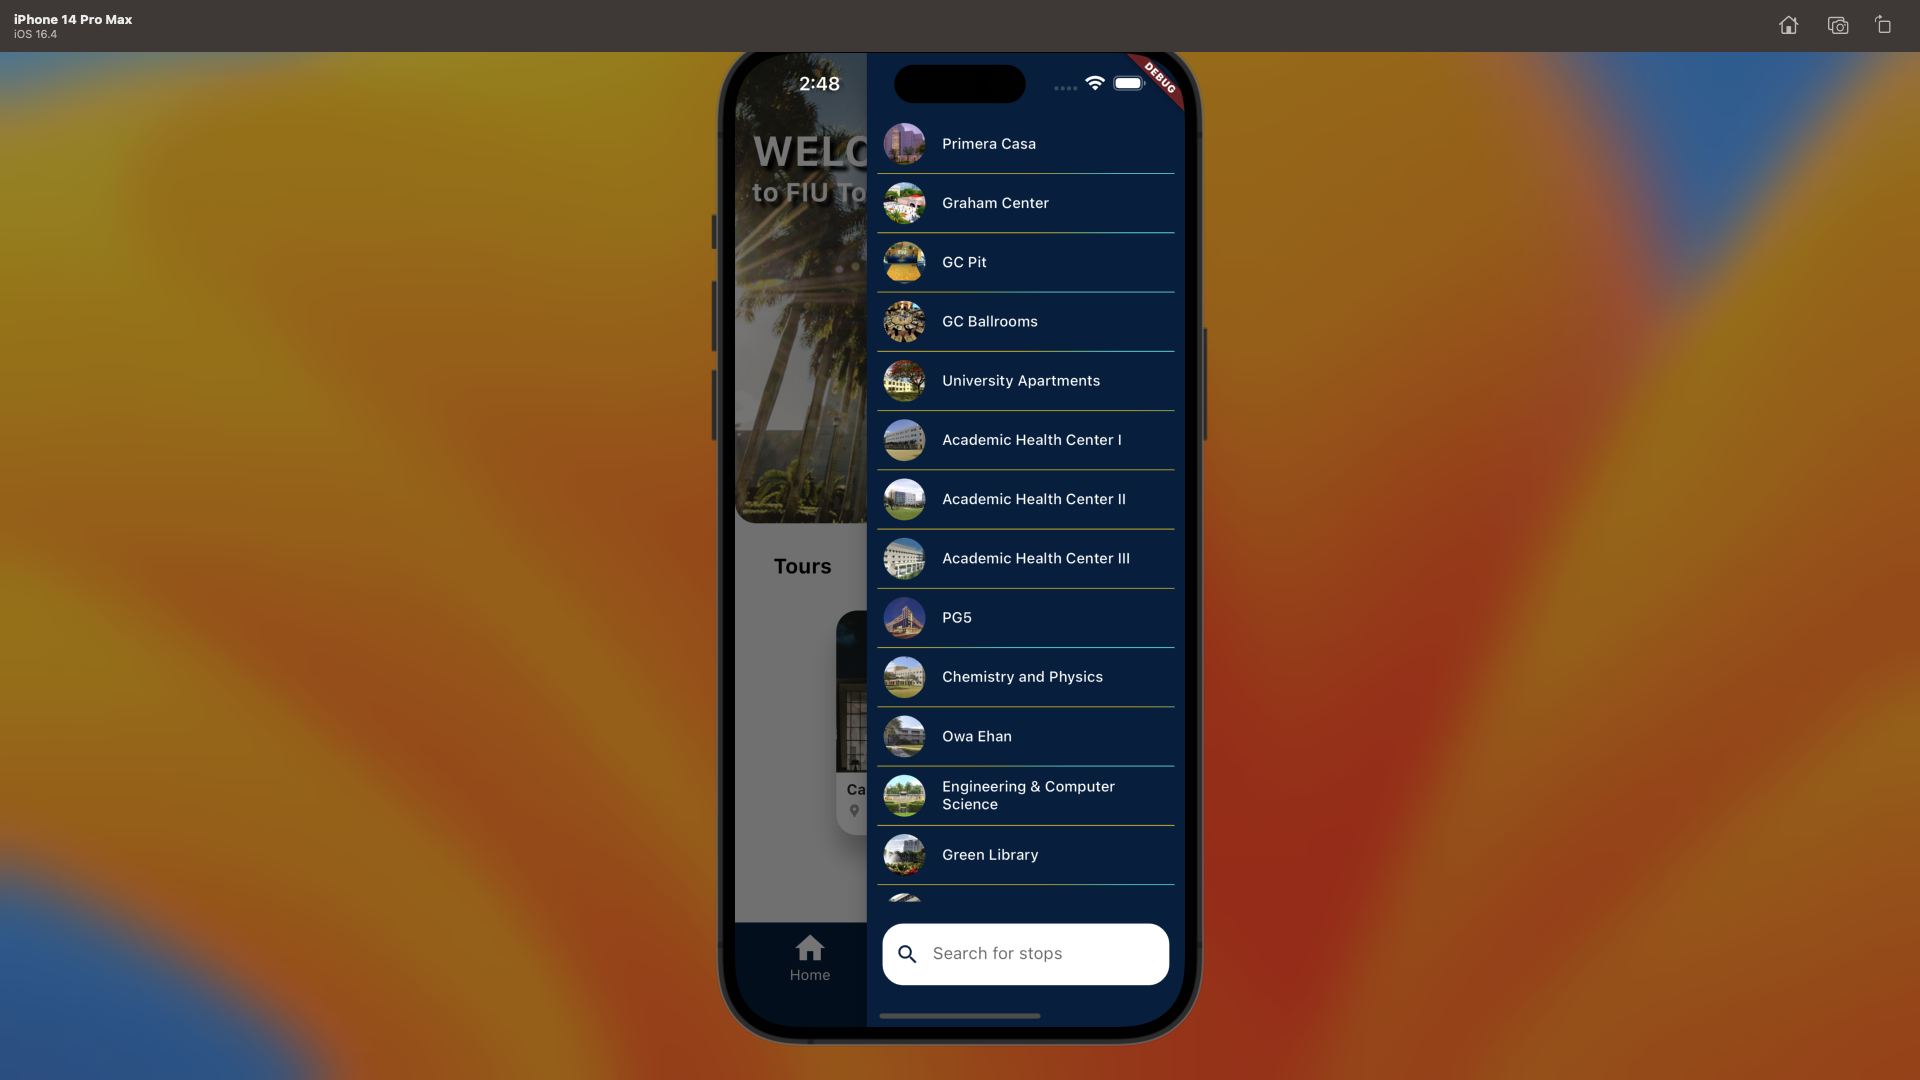 iPhone 14 Pro Max
iOS 16.4
2:48
DEBUG
WELC
to FIU To
Primera Casa
Graham Center
GC Pit
GC Ballrooms
University Apartments
Academic Health Center I
Academic Health Center II
Academic Health Center III
Tours
PG5
Chemistry and Physics
Owa Ehan
Engineering & Computer
Science
Ca
Green Library
Search for stops
Home